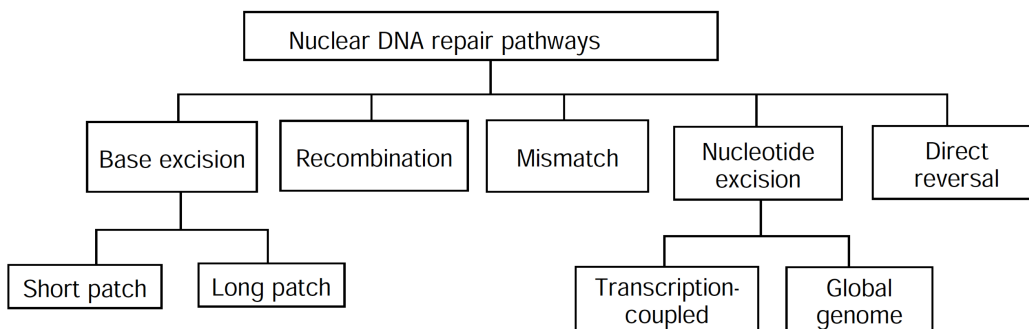 Nuclear DNA repair pathways
Base excision
Recombination
Mismatch
Nucleotide
excision
Direct
reversal
Short patch
Long patch
Transcription-
coupled
Global
genome